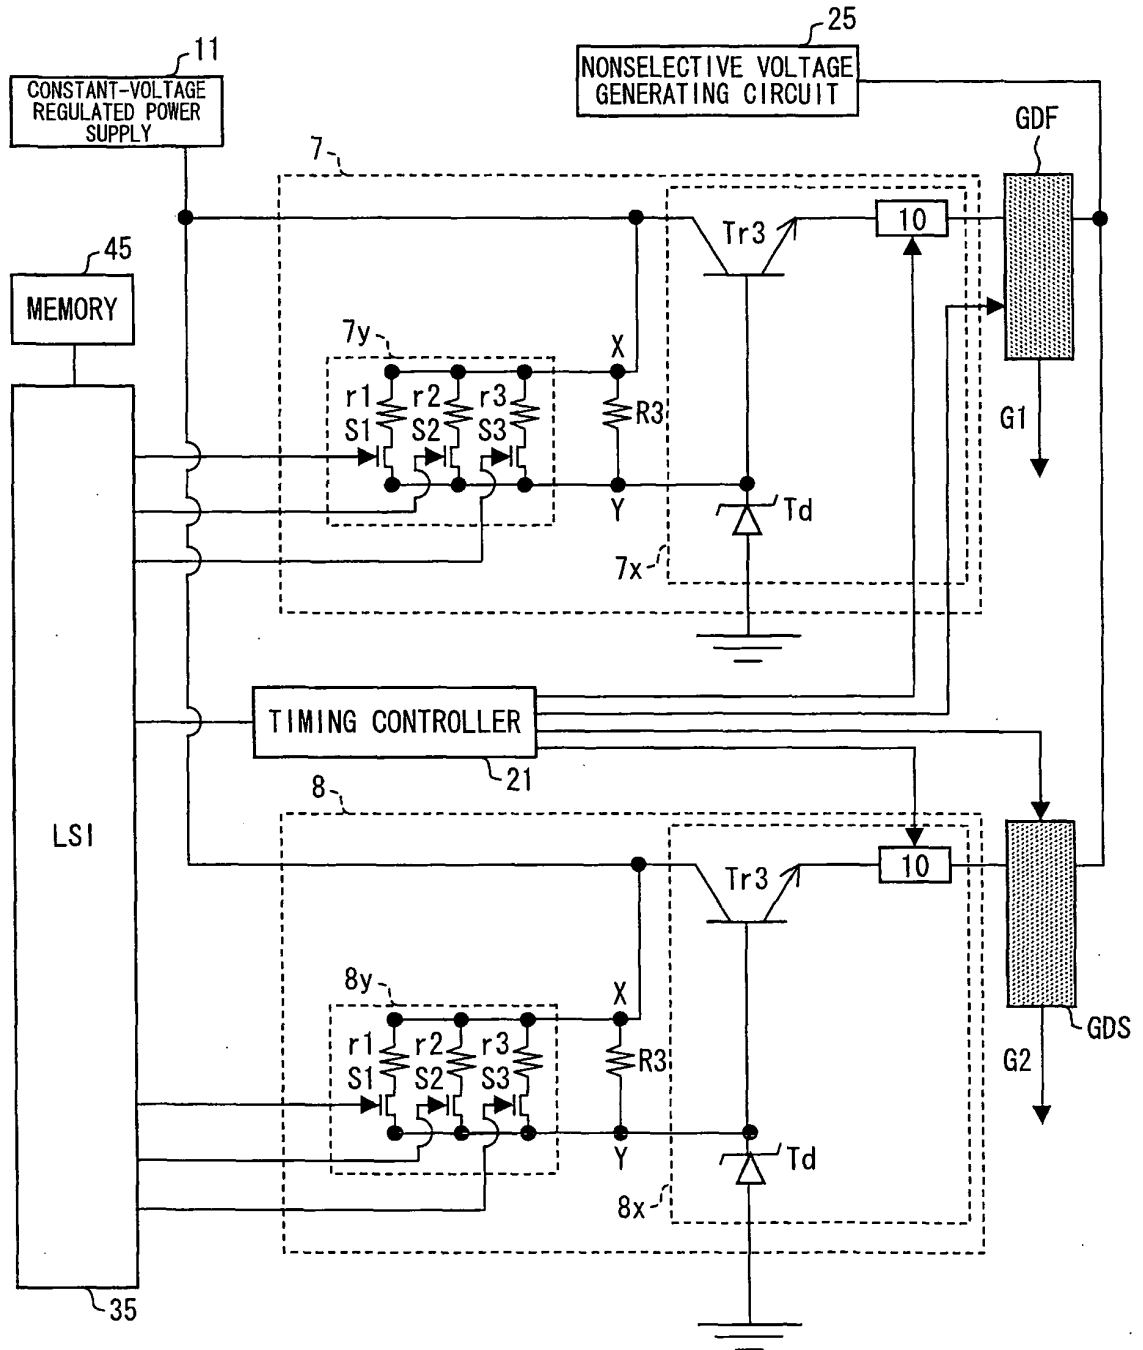 11
CONSTANT-VOLTAGE
REGULATED POWER
SUPPLY
25
NONSELECTIVE VOLTAGE
GENERATING CIRCUIT
GDF
7
Tr3
10
45
MEMORY
7y
X
r1 r2 r3
R3
S1 S2 S3
G1
Y
Td
7x
TIMING CONTROLLER
21
LSI
8
Tr3
10
8y
X
r1 r2 r3
R3
S1 S2 S3
GDS
G2
Y
Td
8x
35